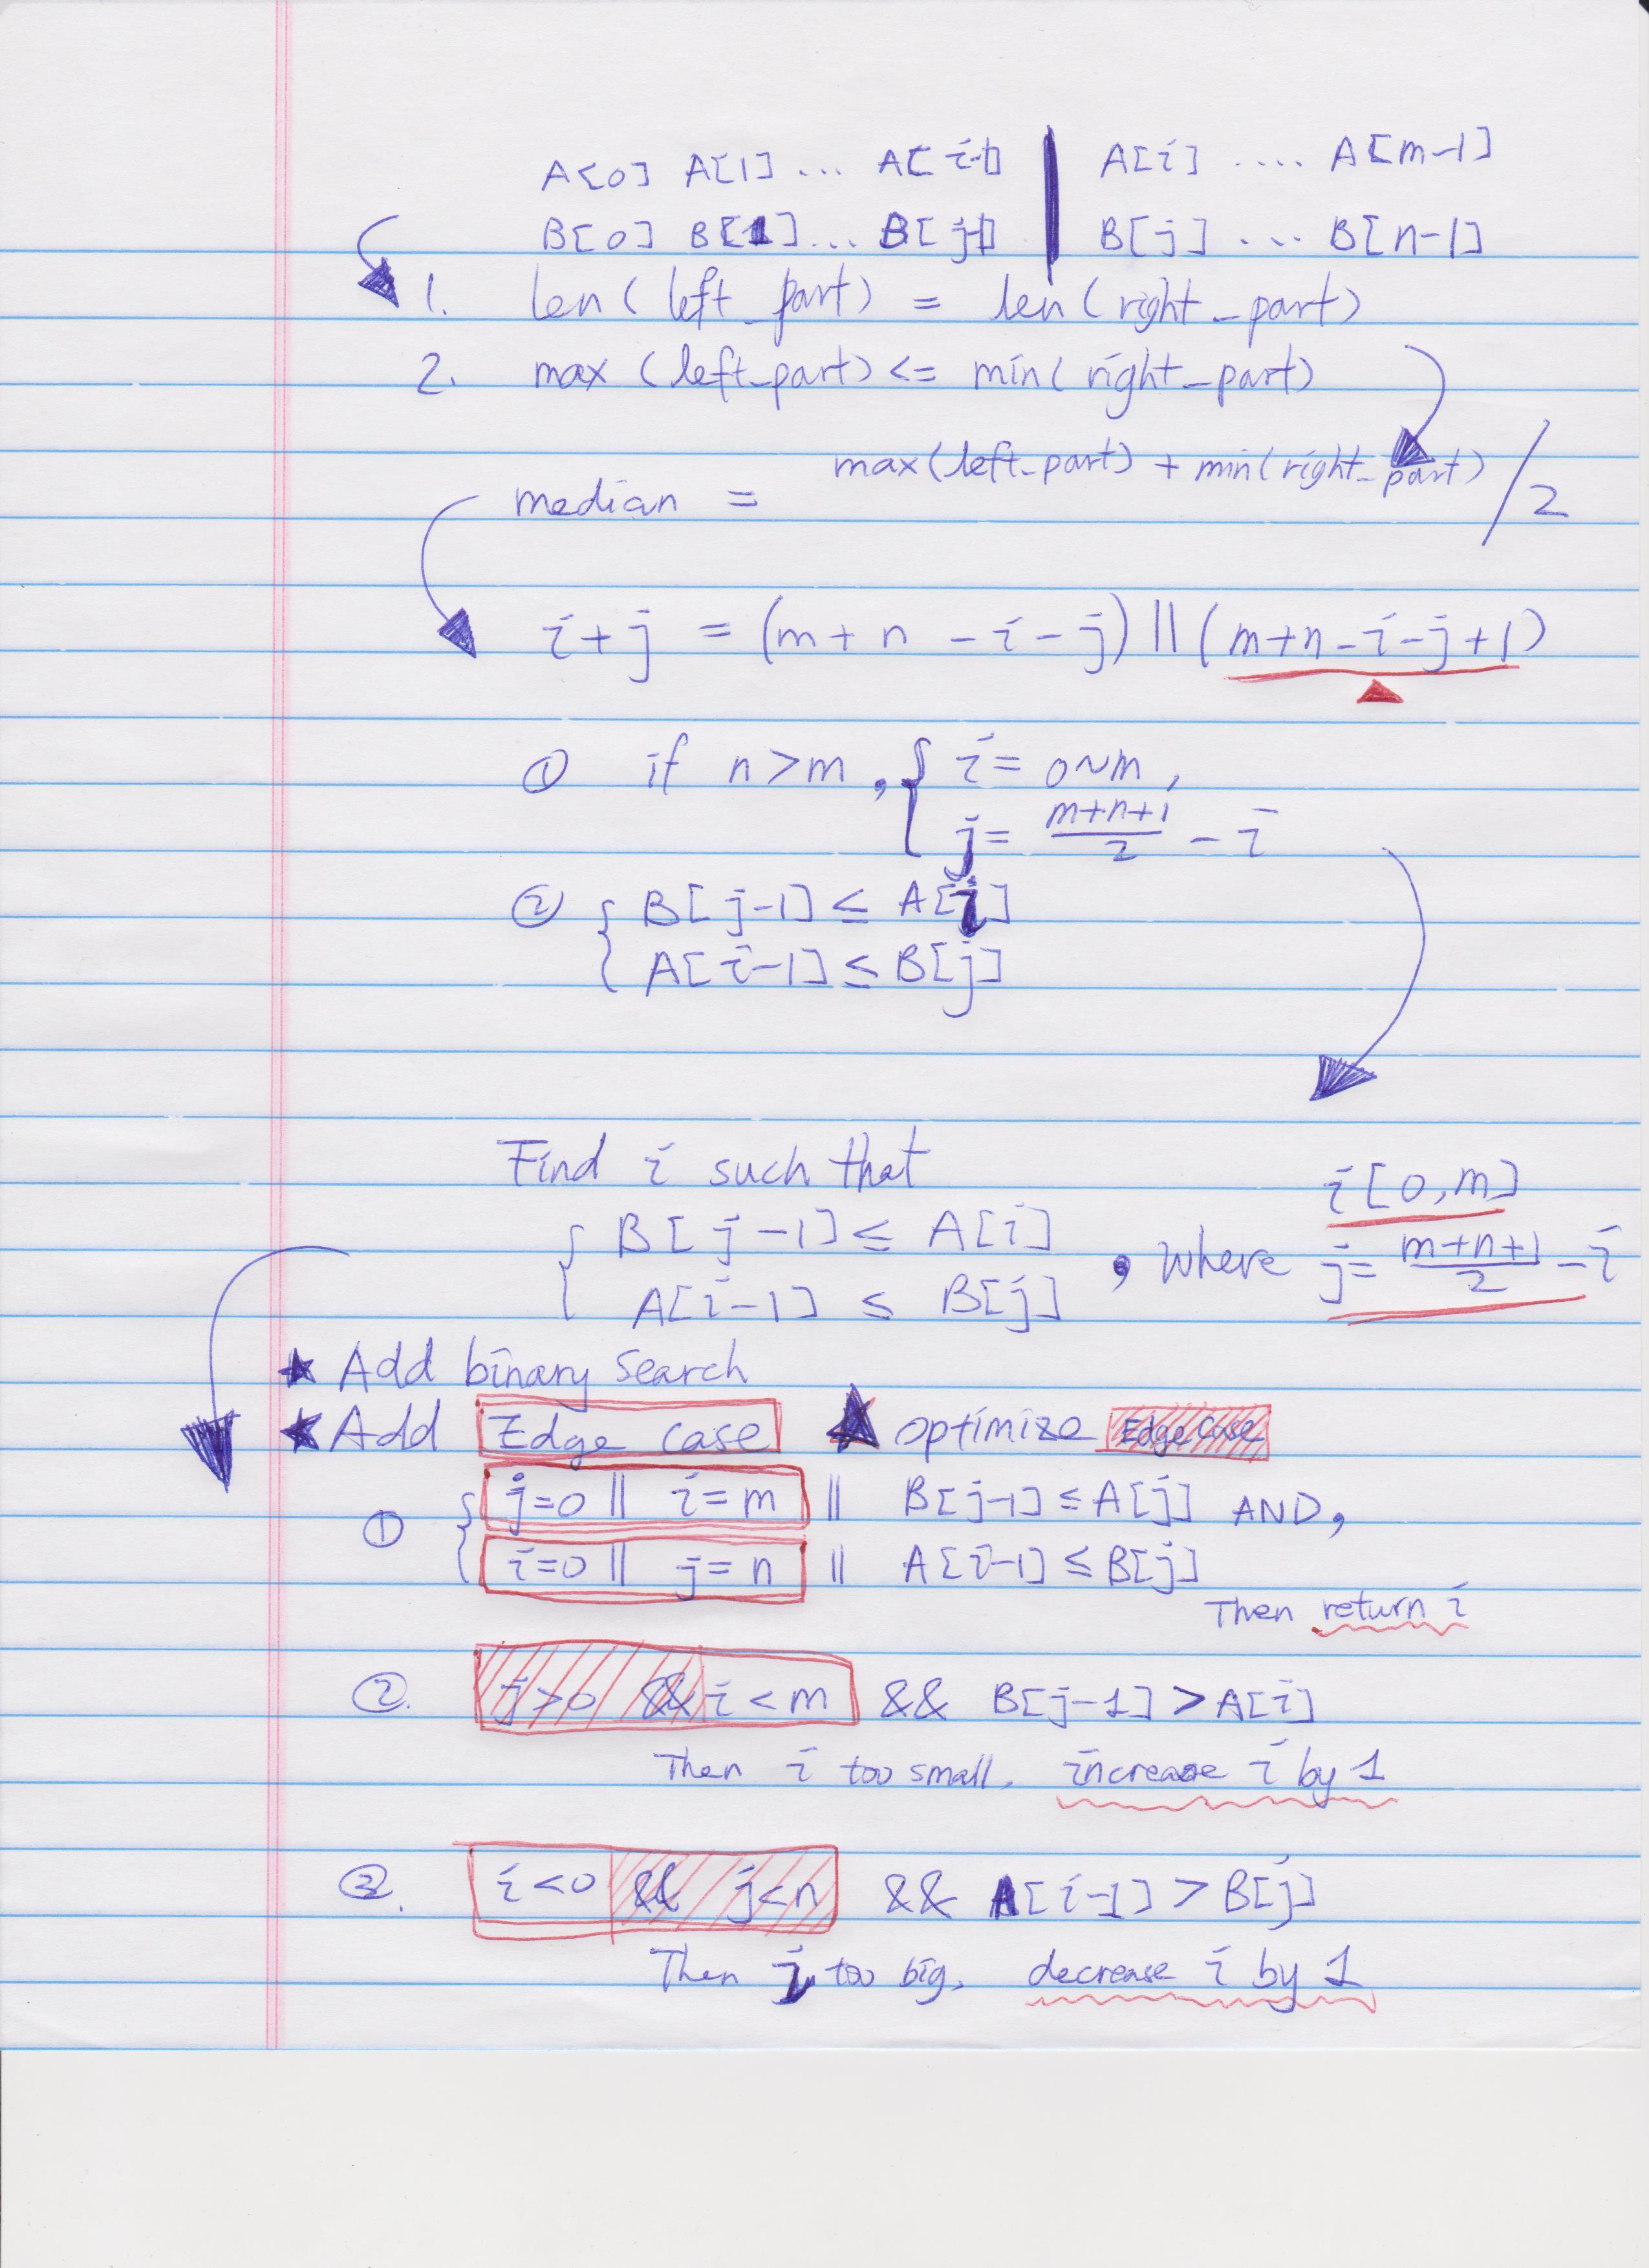 A[0] A[1] ... A[i-1] | A[i] .... A[m-1]
B[0] B[1] ... B[j-1] | B[j] .... B[n-1]
1. len(left_part) = len(right_part)
2. max(left_part) <= min(right_part)
median = max(left_part) + min(right_part) / 2
i+j = (m+n-i-j) || (m+n-i-j+1)
① if n>m, { i = 0~m,
j = (m+n+1)/2 - i
② { B[j-1] ≤ A[i]
A[i-1] ≤ B[j]
Find i such that
{ B[j-1] ≤ A[i]
A[i-1] ≤ B[j]
, where i[0,m]
j = (m+n+1)/2 - i
★ Add binary search
★ Add Edge case ★ optimize Edge case
① { j=0 || i=m || B[j-1] ≤ A[j] AND,
i=0 || j=n || A[i-1] ≤ B[j]
Then return i
②. j>0 && i<m && B[j-1] > A[i]
Then i too small, increase i by 1
③. i<0 && j<n && A[i-1] > B[j]
Then i too big, decrease i by 1